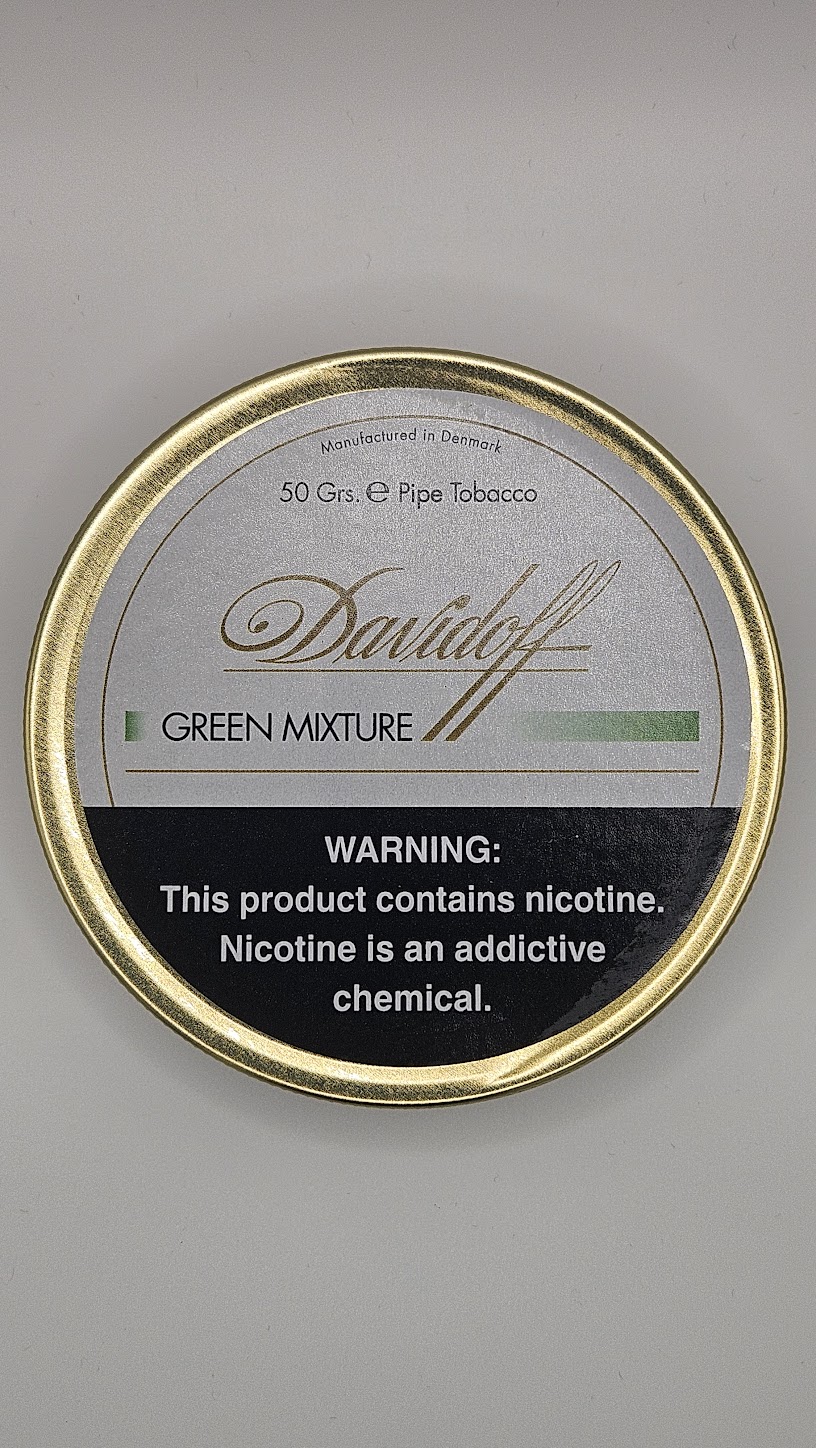 Manufactured in Denmark
50 Grs. ℮ Pipe Tobacco
Davidoff
GREEN MIXTURE
WARNING:
This product contains nicotine.
Nicotine is an addictive
chemical.